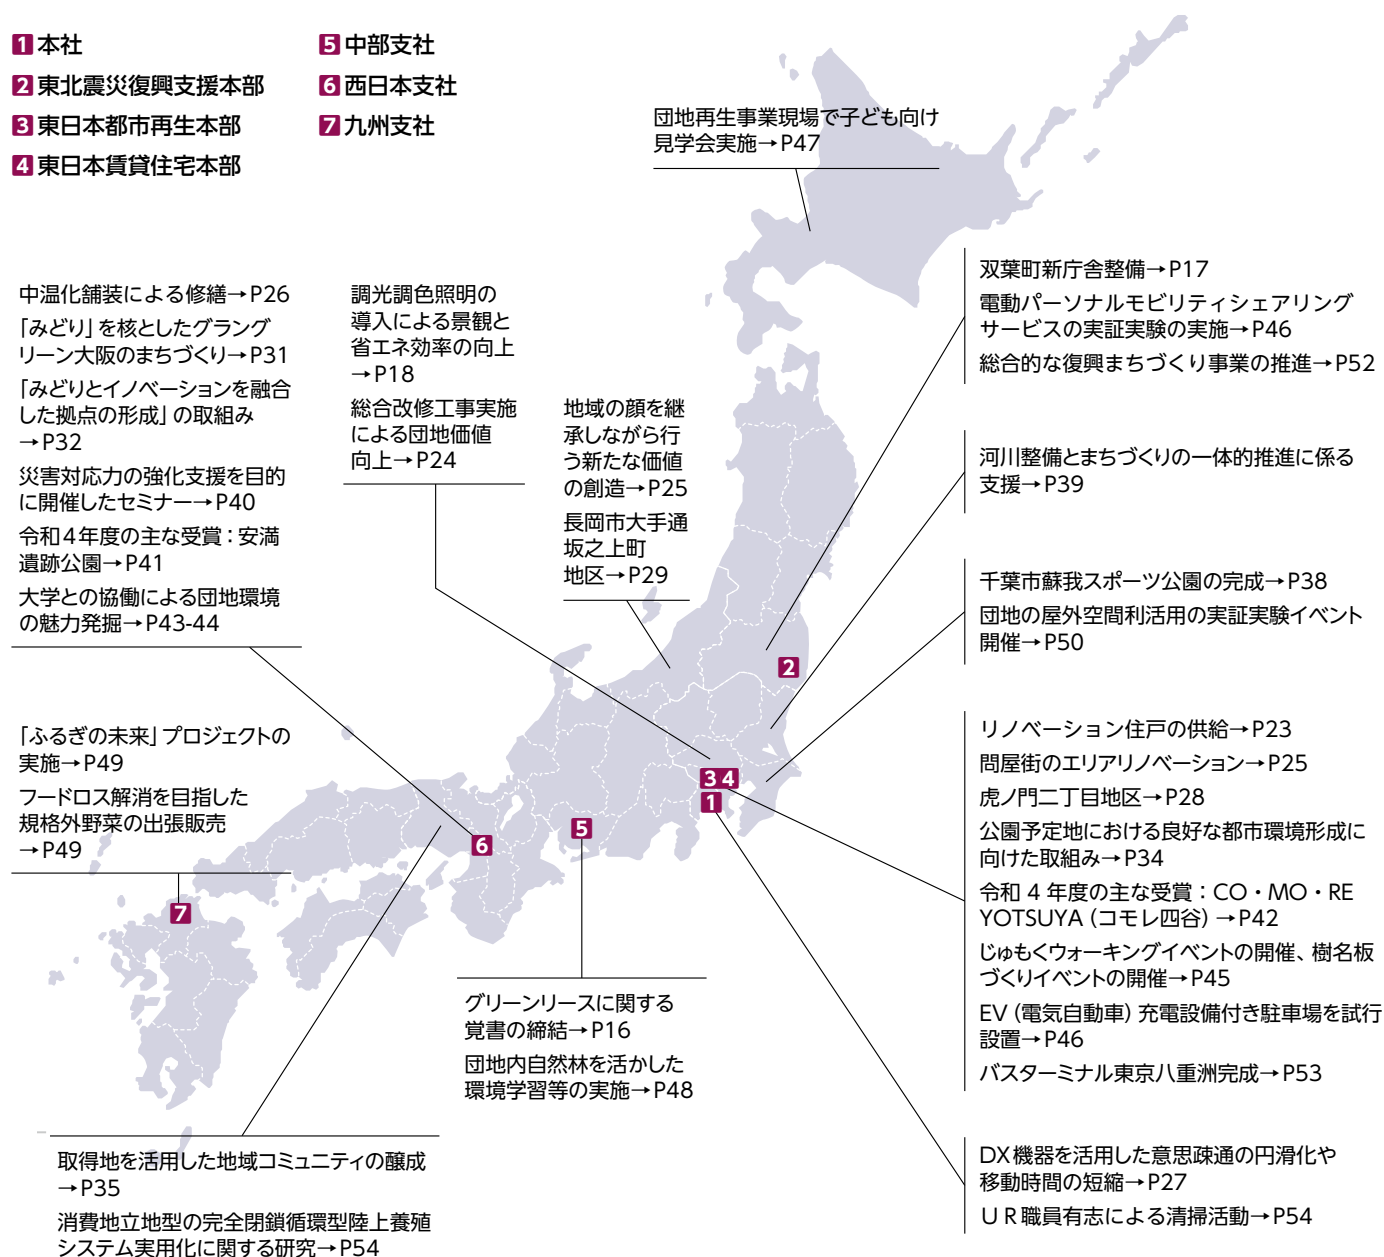 1 本社
2 東北震災復興支援本部
3 東日本都市再生本部
4 東日本賃貸住宅本部
5 中部支社
6 西日本支社
7 九州支社
団地再生事業現場で子ども向け
見学会実施→P47
中温化舗装による修繕→P26
「みどり」を核としたグラング
リーン大阪のまちづくり→P31
「みどりとイノベーションを融合
した拠点の形成」の取組み
→P32
災害対応力の強化支援を目的
に開催したセミナー→P40
令和4年度の主な受賞：安満
遺跡公園→P41
大学との協働による団地環境
の魅力発掘→P43-44
調光調色照明の
導入による景観と
省エネ効率の向上
→P18
総合改修工事実施
による団地価値
向上→P24
地域の顔を継
承しながら行
う新たな価値
の創造→P25
長岡市大手通
坂之上町
地区→P29
双葉町新庁舎整備→P17
電動パーソナルモビリティシェアリング
サービスの実証実験の実施→P46
総合的な復興まちづくり事業の推進→P52
河川整備とまちづくりの一体的推進に係る
支援→P39
千葉市蘇我スポーツ公園の完成→P38
団地の屋外空間利活用の実証実験イベント
開催→P50
リノベーション住戸の供給→P23
問屋街のエリアリノベーション→P25
虎ノ門二丁目地区→P28
公園予定地における良好な都市環境形成に
向けた取組み→P34
令和 4 年度の主な受賞：CO・MO・RE
YOTSUYA（コモレ四谷）→P42
じゅもくウォーキングイベントの開催、樹名板
づくりイベントの開催→P45
EV（電気自動車）充電設備付き駐車場を試行
設置→P46
バスターミナル東京八重洲完成→P53
DX機器を活用した意思疎通の円滑化や
移動時間の短縮→P27
ＵＲ職員有志による清掃活動→P54
「ふるぎの未来」プロジェクトの
実施→P49
フードロス解消を目指した
規格外野菜の出張販売
→P49
グリーンリースに関する
覚書の締結→P16
団地内自然林を活かした
環境学習等の実施→P48
取得地を活用した地域コミュニティの醸成
→P35
消費地立地型の完全閉鎖循環型陸上養殖
システム実用化に関する研究→P54
2
3 4
1
5
6
7